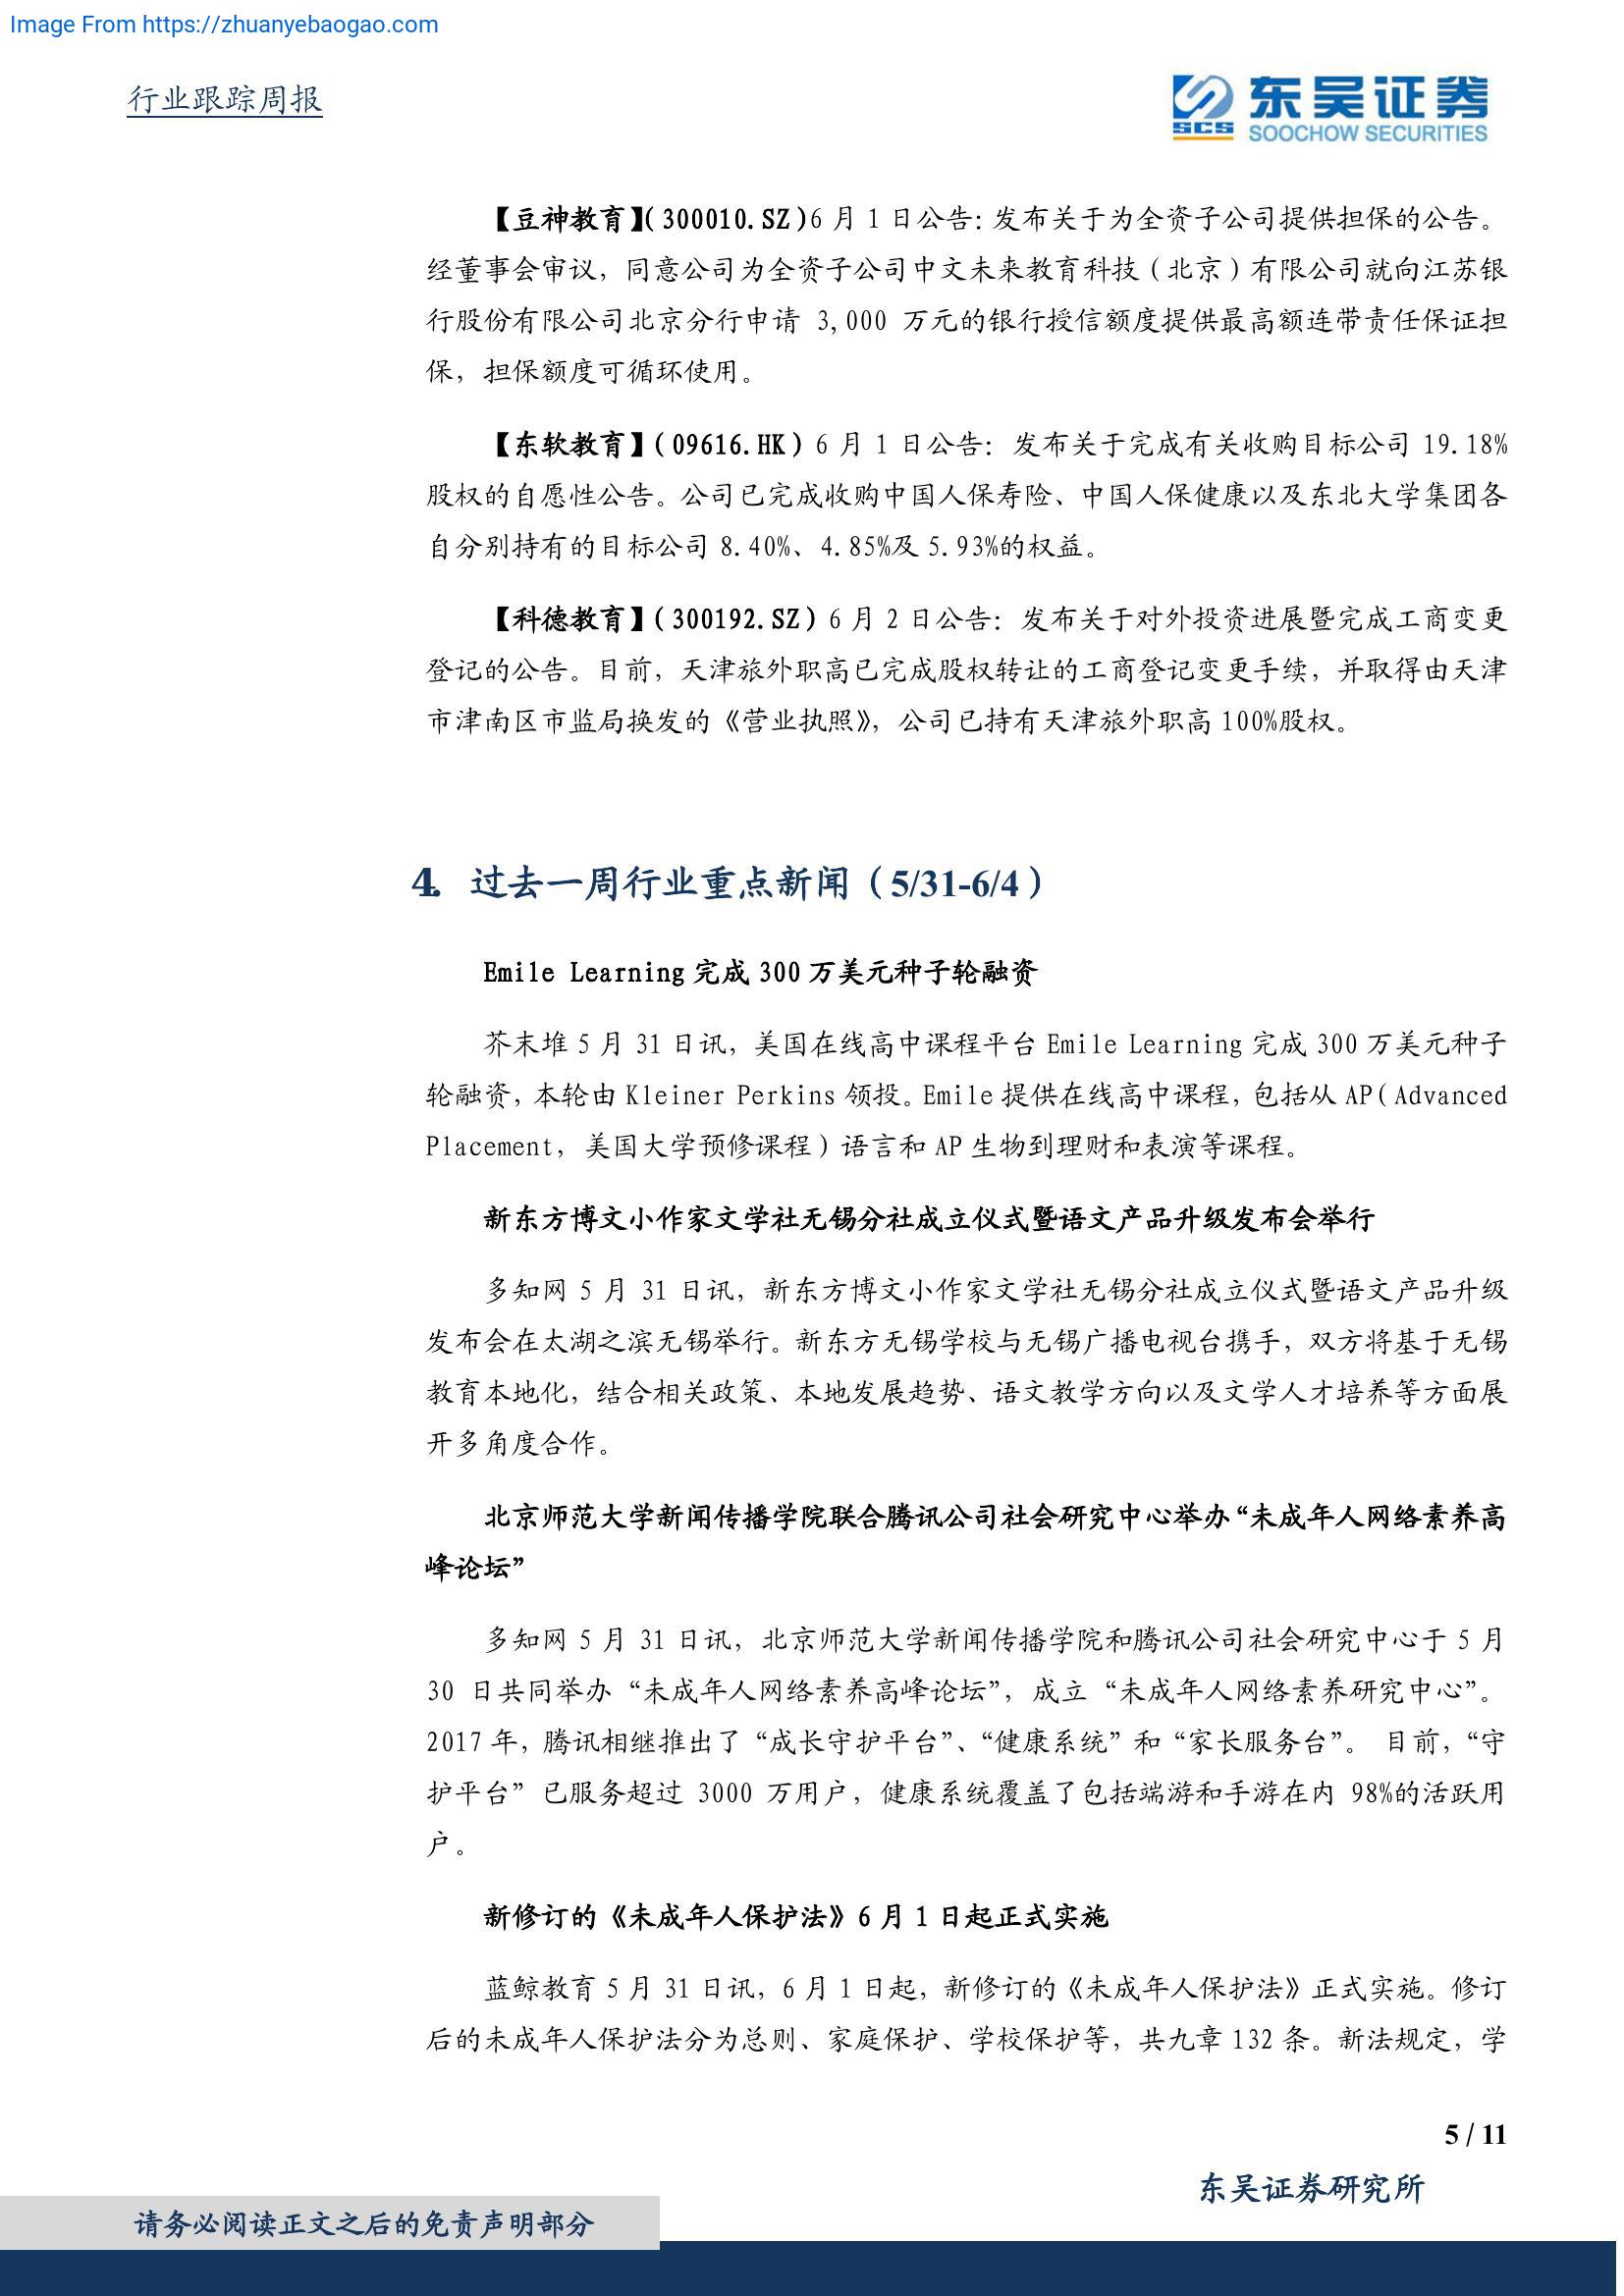 Image From https://zhuanyebaogao.com
行业跟踪周报
SCS 东吴证券
SOOCHOW SECURITIES
【豆神教育】(300010.SZ)6 月 1 日公告：发布关于为全资子公司提供担保的公告。
经董事会审议，同意公司为全资子公司中文未来教育科技（北京）有限公司就向江苏银
行股份有限公司北京分行申请 3,000 万元的银行授信额度提供最高额连带责任保证担
保，担保额度可循环使用。
【东软教育】(09616.HK) 6 月 1 日公告：发布关于完成有关收购目标公司 19.18%
股权的自愿性公告。公司已完成收购中国人保寿险、中国人保健康以及东北大学集团各
自分别持有的目标公司 8.40%、4.85%及 5.93%的权益。
【科德教育】(300192.SZ) 6 月 2 日公告：发布关于对外投资进展暨完成工商变更
登记的公告。目前，天津旅外职高已完成股权转让的工商登记变更手续，并取得由天津
市津南区市监局换发的《营业执照》，公司已持有天津旅外职高 100%股权。
4. 过去一周行业重点新闻（5/31-6/4）
Emile Learning 完成 300 万美元种子轮融资
芥末堆 5 月 31 日讯，美国在线高中课程平台 Emile Learning 完成 300 万美元种子
轮融资，本轮由 Kleiner Perkins 领投。Emile 提供在线高中课程，包括从 AP（Advanced
Placement，美国大学预修课程）语言和 AP 生物到理财和表演等课程。
新东方博文小作家文学社无锡分社成立仪式暨语文产品升级发布会举行
多知网 5 月 31 日讯，新东方博文小作家文学社无锡分社成立仪式暨语文产品升级
发布会在太湖之滨无锡举行。新东方无锡学校与无锡广播电视台携手，双方将基于无锡
教育本地化，结合相关政策、本地发展趋势、语文教学方向以及文学人才培养等方面展
开多角度合作。
北京师范大学新闻传播学院联合腾讯公司社会研究中心举办“未成年人网络素养高
峰论坛”
多知网 5 月 31 日讯，北京师范大学新闻传播学院和腾讯公司社会研究中心于 5 月
30 日共同举办“未成年人网络素养高峰论坛”，成立“未成年人网络素养研究中心”。
2017 年，腾讯相继推出了“成长守护平台”、“健康系统”和“家长服务台”。 目前，“守
护平台”已服务超过 3000 万用户，健康系统覆盖了包括端游和手游在内 98%的活跃用
户。
新修订的《未成年人保护法》6 月 1 日起正式实施
蓝鲸教育 5 月 31 日讯，6 月 1 日起，新修订的《未成年人保护法》正式实施。修订
后的未成年人保护法分为总则、家庭保护、学校保护等，共九章 132 条。新法规定，学
5 / 11
东吴证券研究所
请务必阅读正文之后的免责声明部分